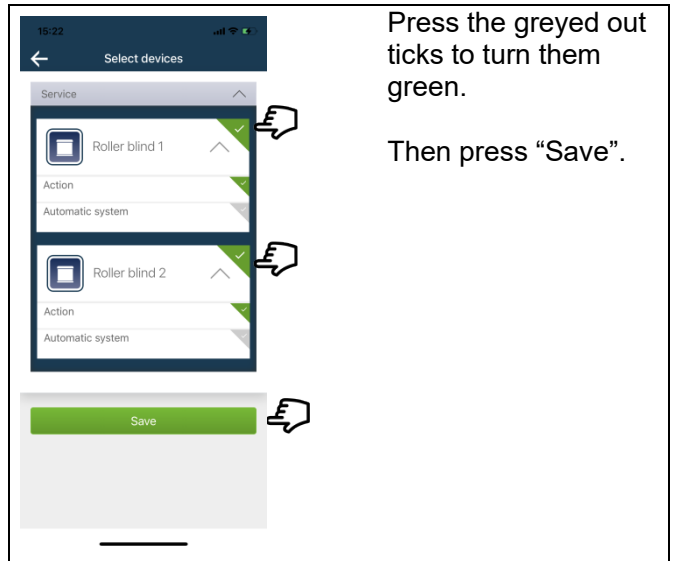 15:22
Select devices
Service
Roller blind 1
Action
Automatic system
Roller blind 2
Action
Automatic system
Save
Press the greyed out
ticks to turn them
green.
Then press “Save”.